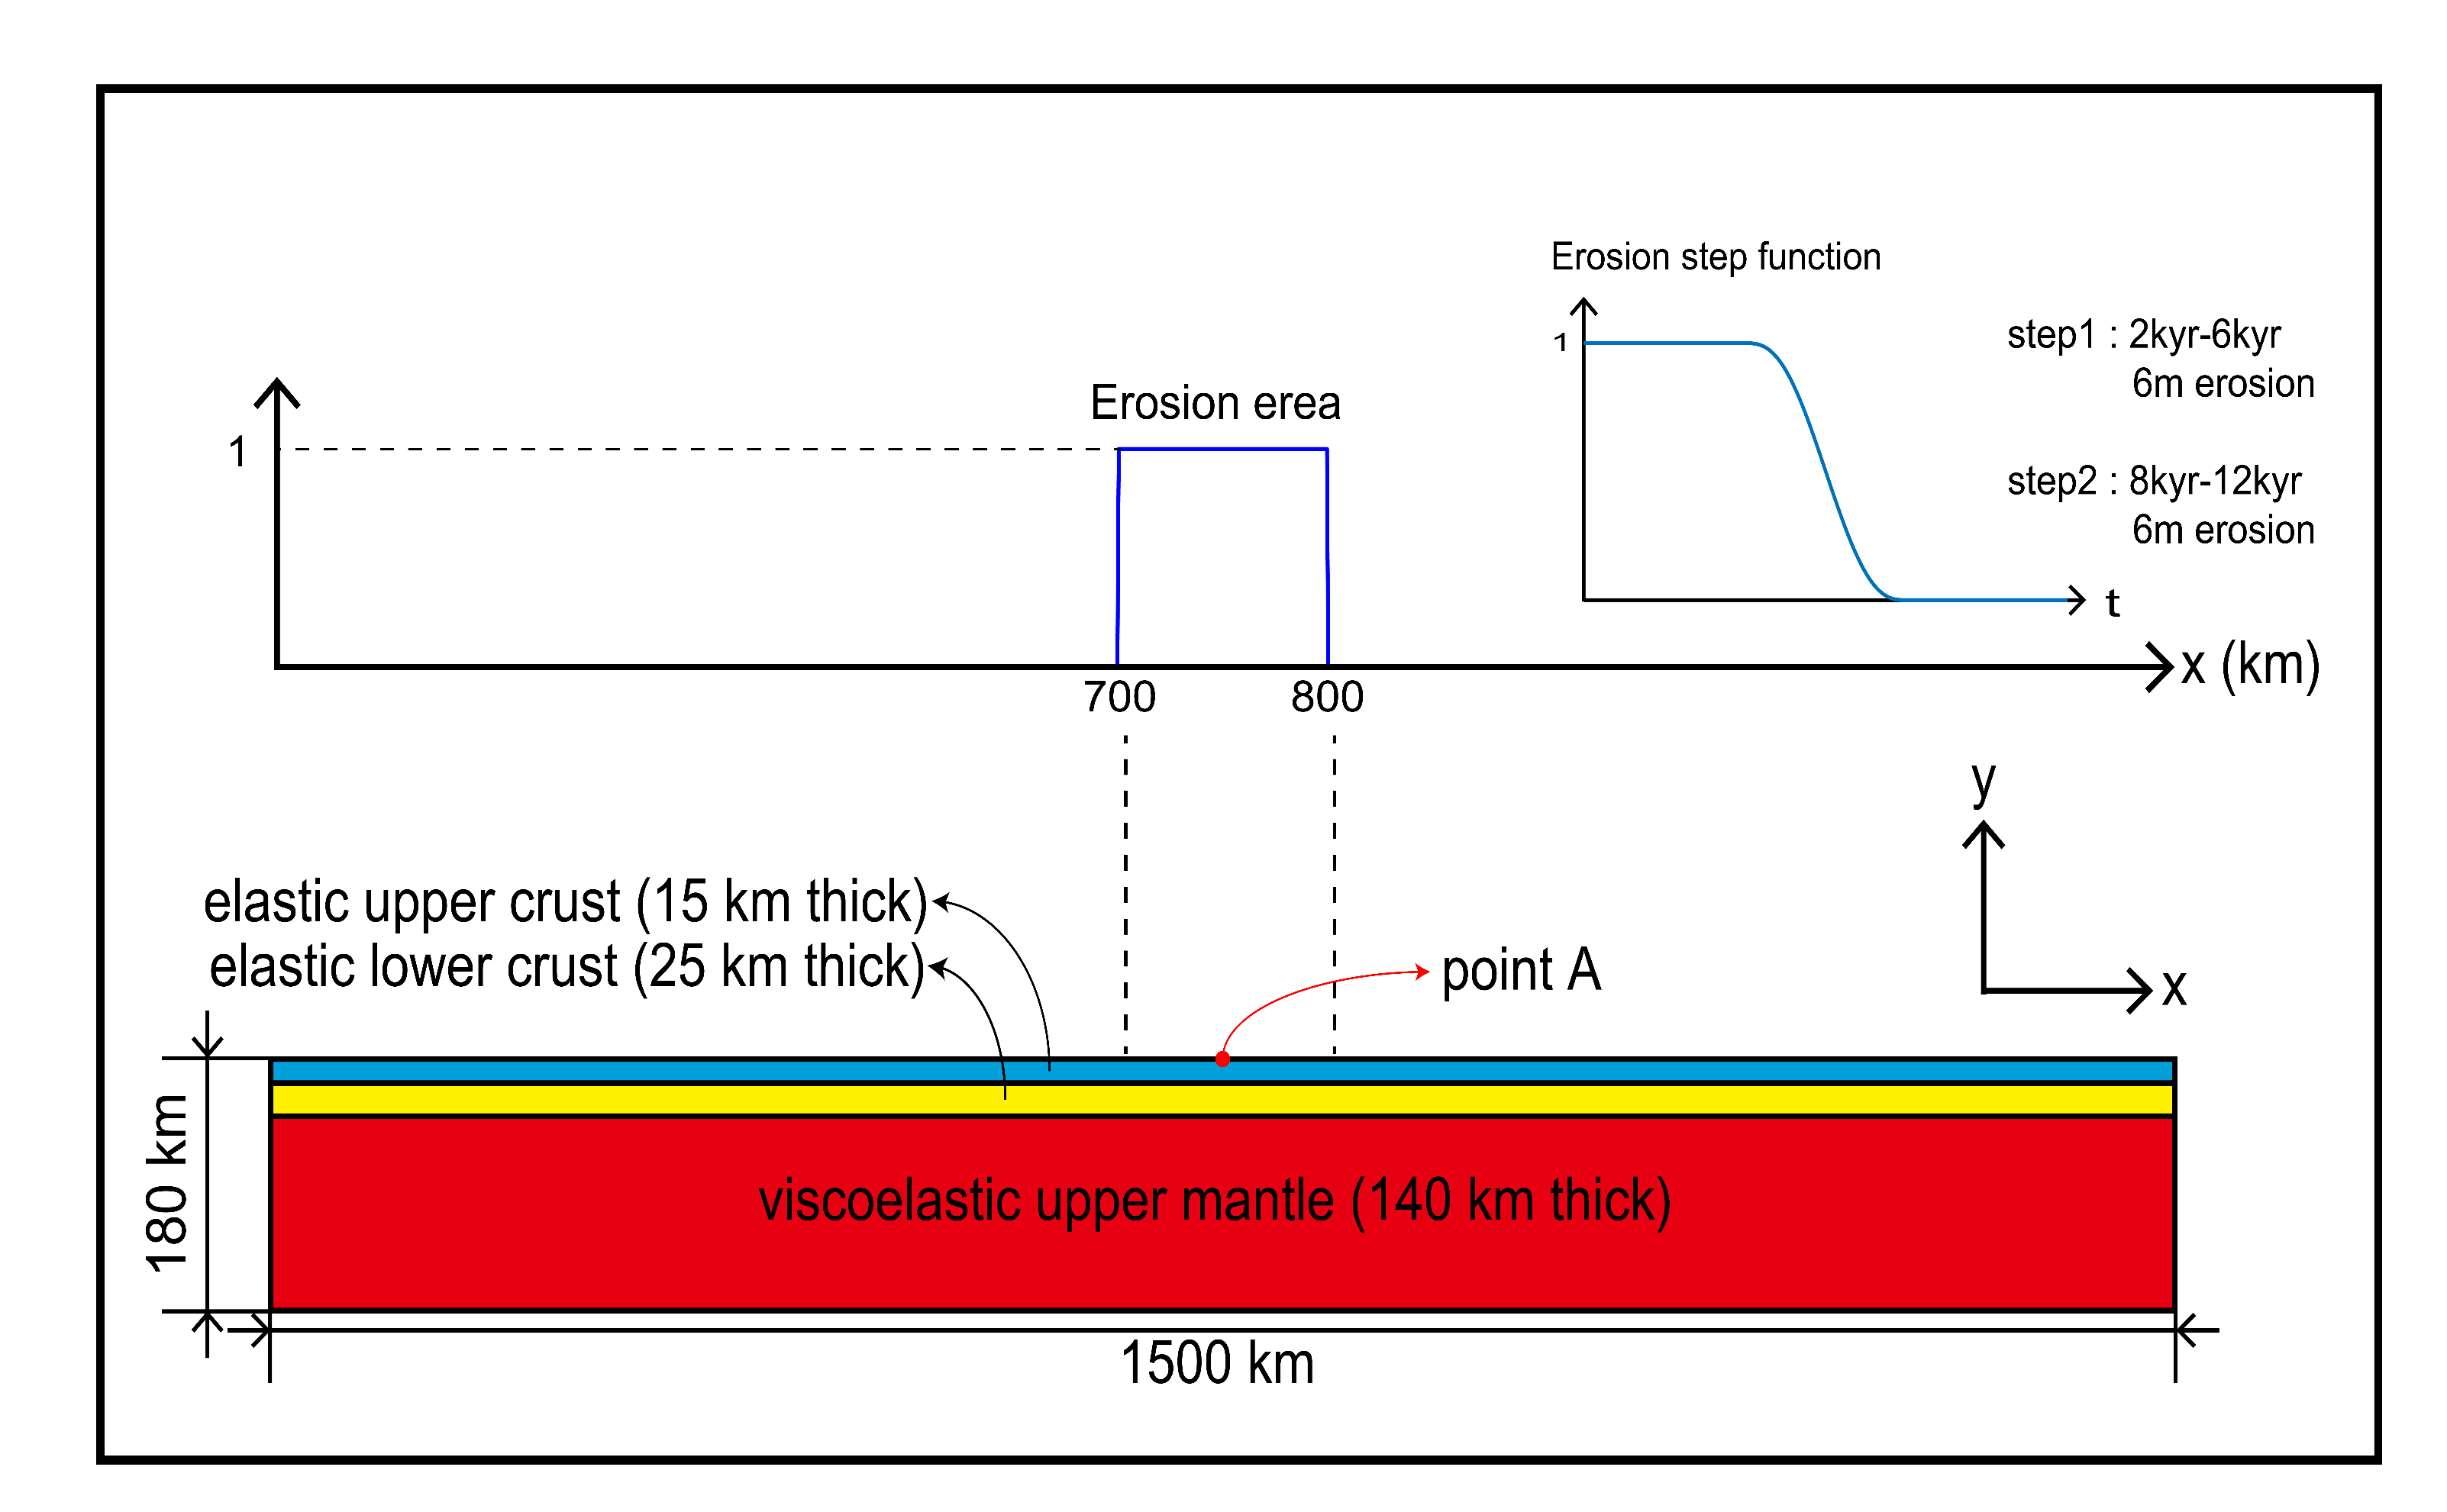 Erosion step function
1
t
step1 : 2kyr-6kyr
6m erosion
step2 : 8kyr-12kyr
6m erosion
Erosion erea
1
700
800
x (km)
y
x
elastic upper crust (15 km thick)
elastic lower crust (25 km thick)
point A
180 km
viscoelastic upper mantle (140 km thick)
1500 km